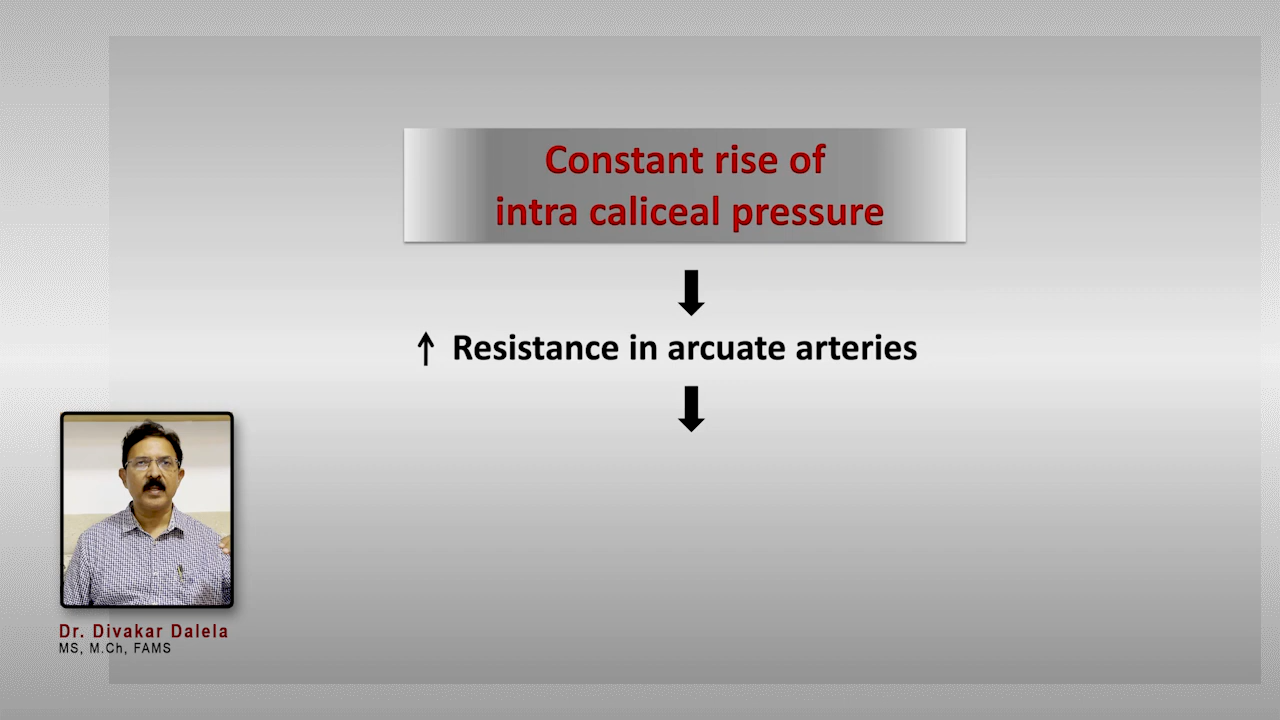 Constant rise of
intra caliceal pressure
↑ Resistance in arcuate arteries
Dr. Divakar Dalela
MS, M.Ch, FAMS